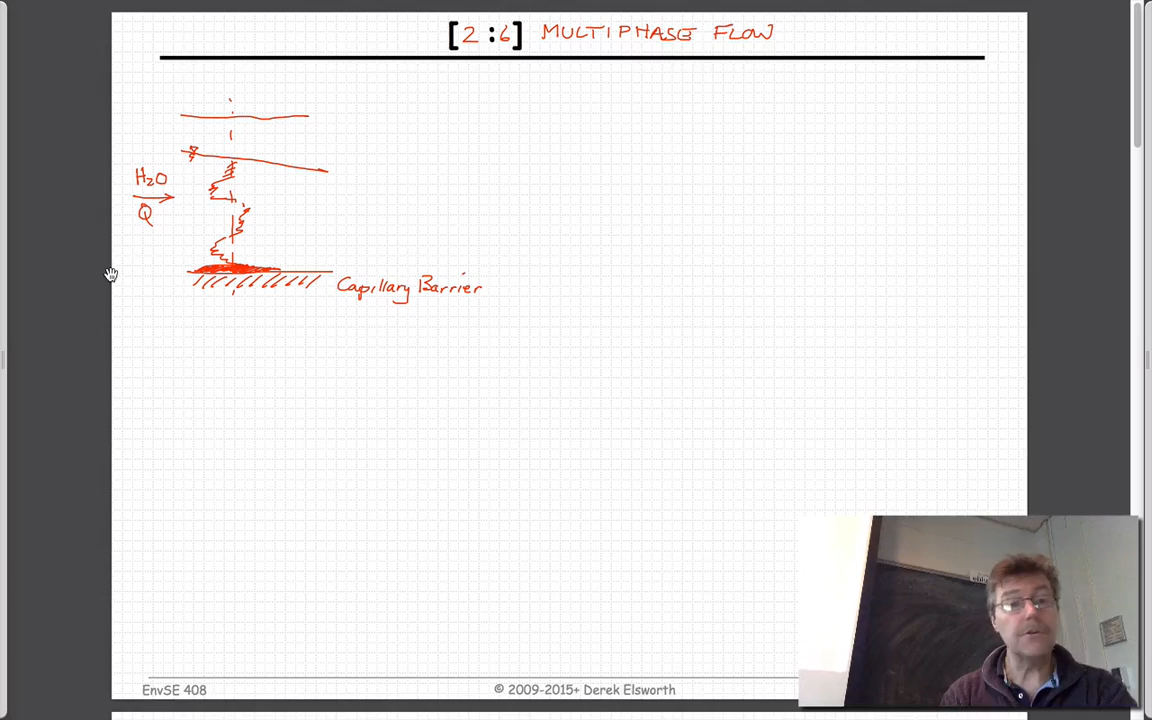 [2:6] MULTIPHASE FLOW
H₂O
Q
Capillary Barrier
EnvSE 408
© 2009-2015+ Derek Elsworth